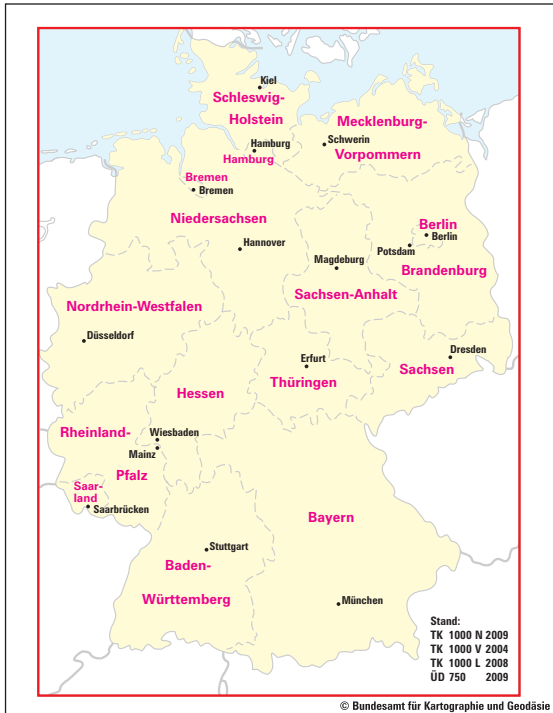 Kiel
Schleswig-
Holstein
Mecklenburg-
Vorpommern
Schwerin
Hamburg
Hamburg
Bremen
Bremen
Niedersachsen
Hannover
Berlin
Berlin
Potsdam
Brandenburg
Magdeburg
Sachsen-Anhalt
Nordrhein-Westfalen
Düsseldorf
Erfurt
Thüringen
Dresden
Sachsen
Hessen
Rheinland-
Pfalz
Wiesbaden
Mainz
Saar-
land
Saarbrücken
Bayern
Stuttgart
Baden-
Württemberg
München
Stand:
TK 1000 N 2009
TK 1000 V 2004
TK 1000 L 2008
ÜD 750 2009
© Bundesamt für Kartographie und Geodäsie